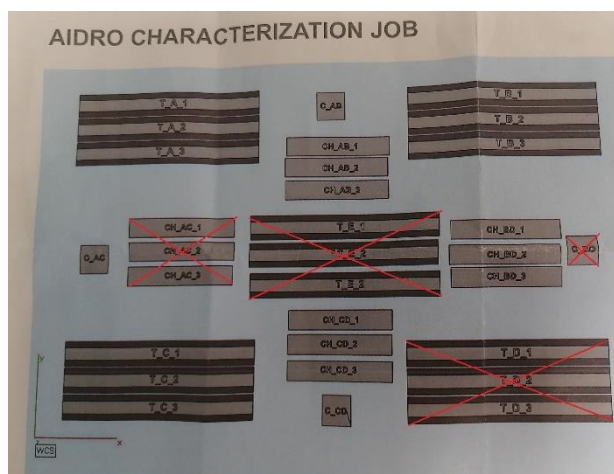 AIDRO CHARACTERIZATION JOB
T_A_1
T_A_2
T_A_3
C_AB
T_B_1
T_B_2
T_B_3
CH_AB_1
CH_AB_2
CH_AB_3
C_AC
CH_AC_1
CH_AC_2
CH_AC_3
T_E_1
T_E_2
CH_BD_1
CH_BD_2
CH_BD_3
CH_CD_1
CH_CD_2
CH_CD_3
C_CD
T_C_1
T_C_2
T_C_3
T_D_1
T_D_2
T_D_3
Y
X
Z
WCS